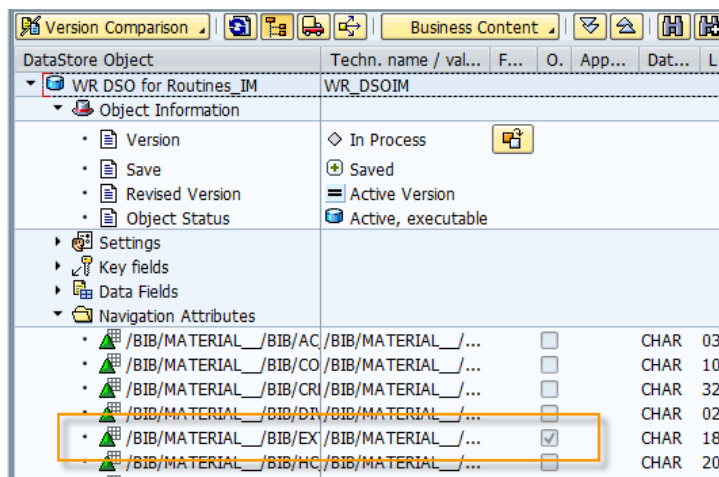 Version Comparison Business Content
DataStore Object Techn. name / val... F... O. App... Dat... L
WR DSO for Routines_IM WR_DSOIM
Object Information
Version In Process
Save Saved
Revised Version Active Version
Object Status Active, executable
Settings
Key fields
Data Fields
Navigation Attributes
/BIB/MATERIAL__/BIB/AC /BIB/MATERIAL__/... CHAR 03
/BIB/MATERIAL__/BIB/CO /BIB/MATERIAL__/... CHAR 10
/BIB/MATERIAL__/BIB/CRI /BIB/MATERIAL__/... CHAR 32
/BIB/MATERIAL__/BIB/DIV /BIB/MATERIAL__/... CHAR 02
/BIB/MATERIAL__/BIB/EXT /BIB/MATERIAL__/... CHAR 18
/BIB/MATERIAL__/BIB/HC /BIB/MATERIAL__/... CHAR 20